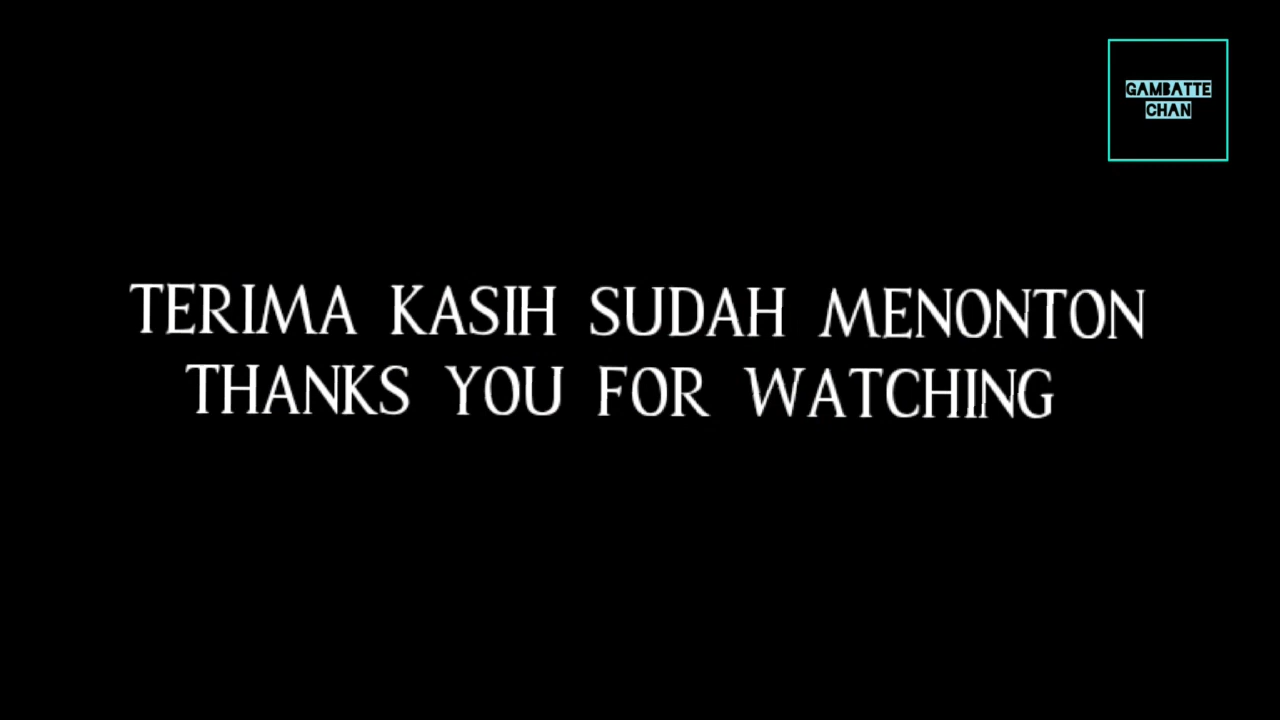 GAMBATTE
CHAN
TERIMA KASIH SUDAH MENONTON
THANKS YOU FOR WATCHING